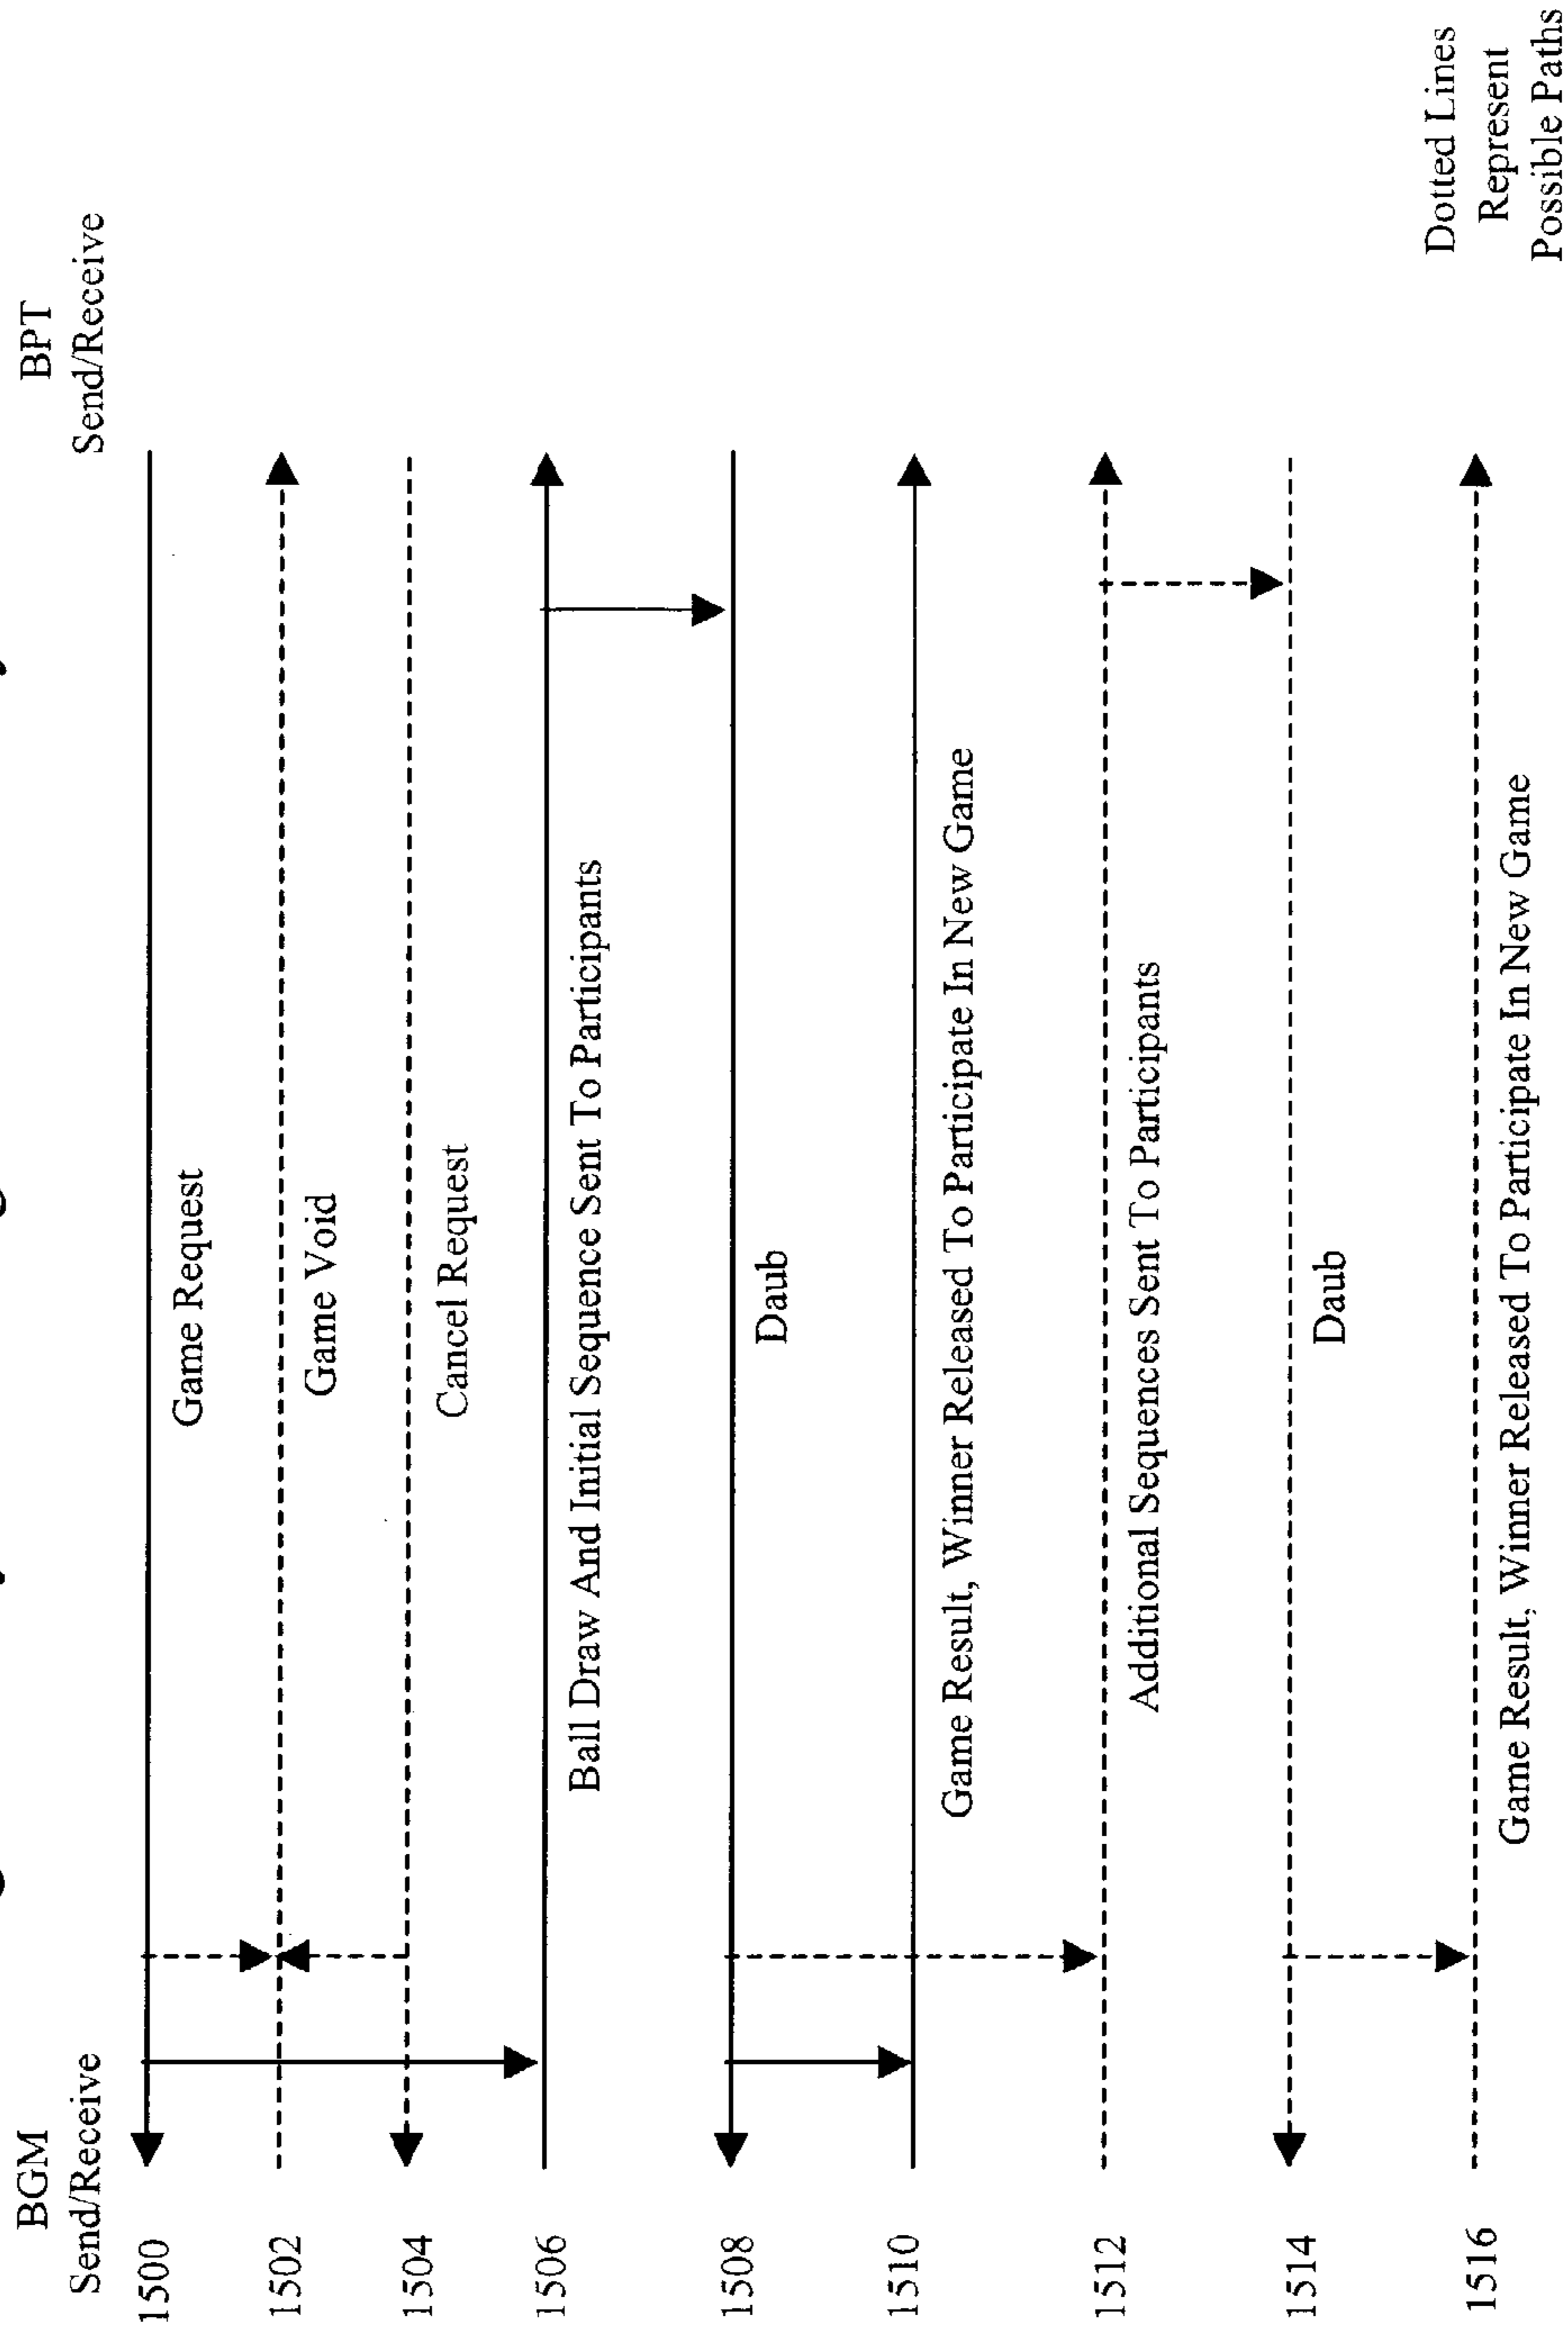 BGM
Send/Receive
BPT
Send/Receive
1500
Game Request
1502
Game Void
1504
Cancel Request
1506
Ball Draw And Initial Sequence Sent To Participants
1508
Daub
1510
Game Result, Winner Released To Participate In New Game
1512
Additional Sequences Sent To Participants
1514
Daub
1516
Game Result, Winner Released To Participate In New Game
Dotted Lines
Represent
Possible Paths